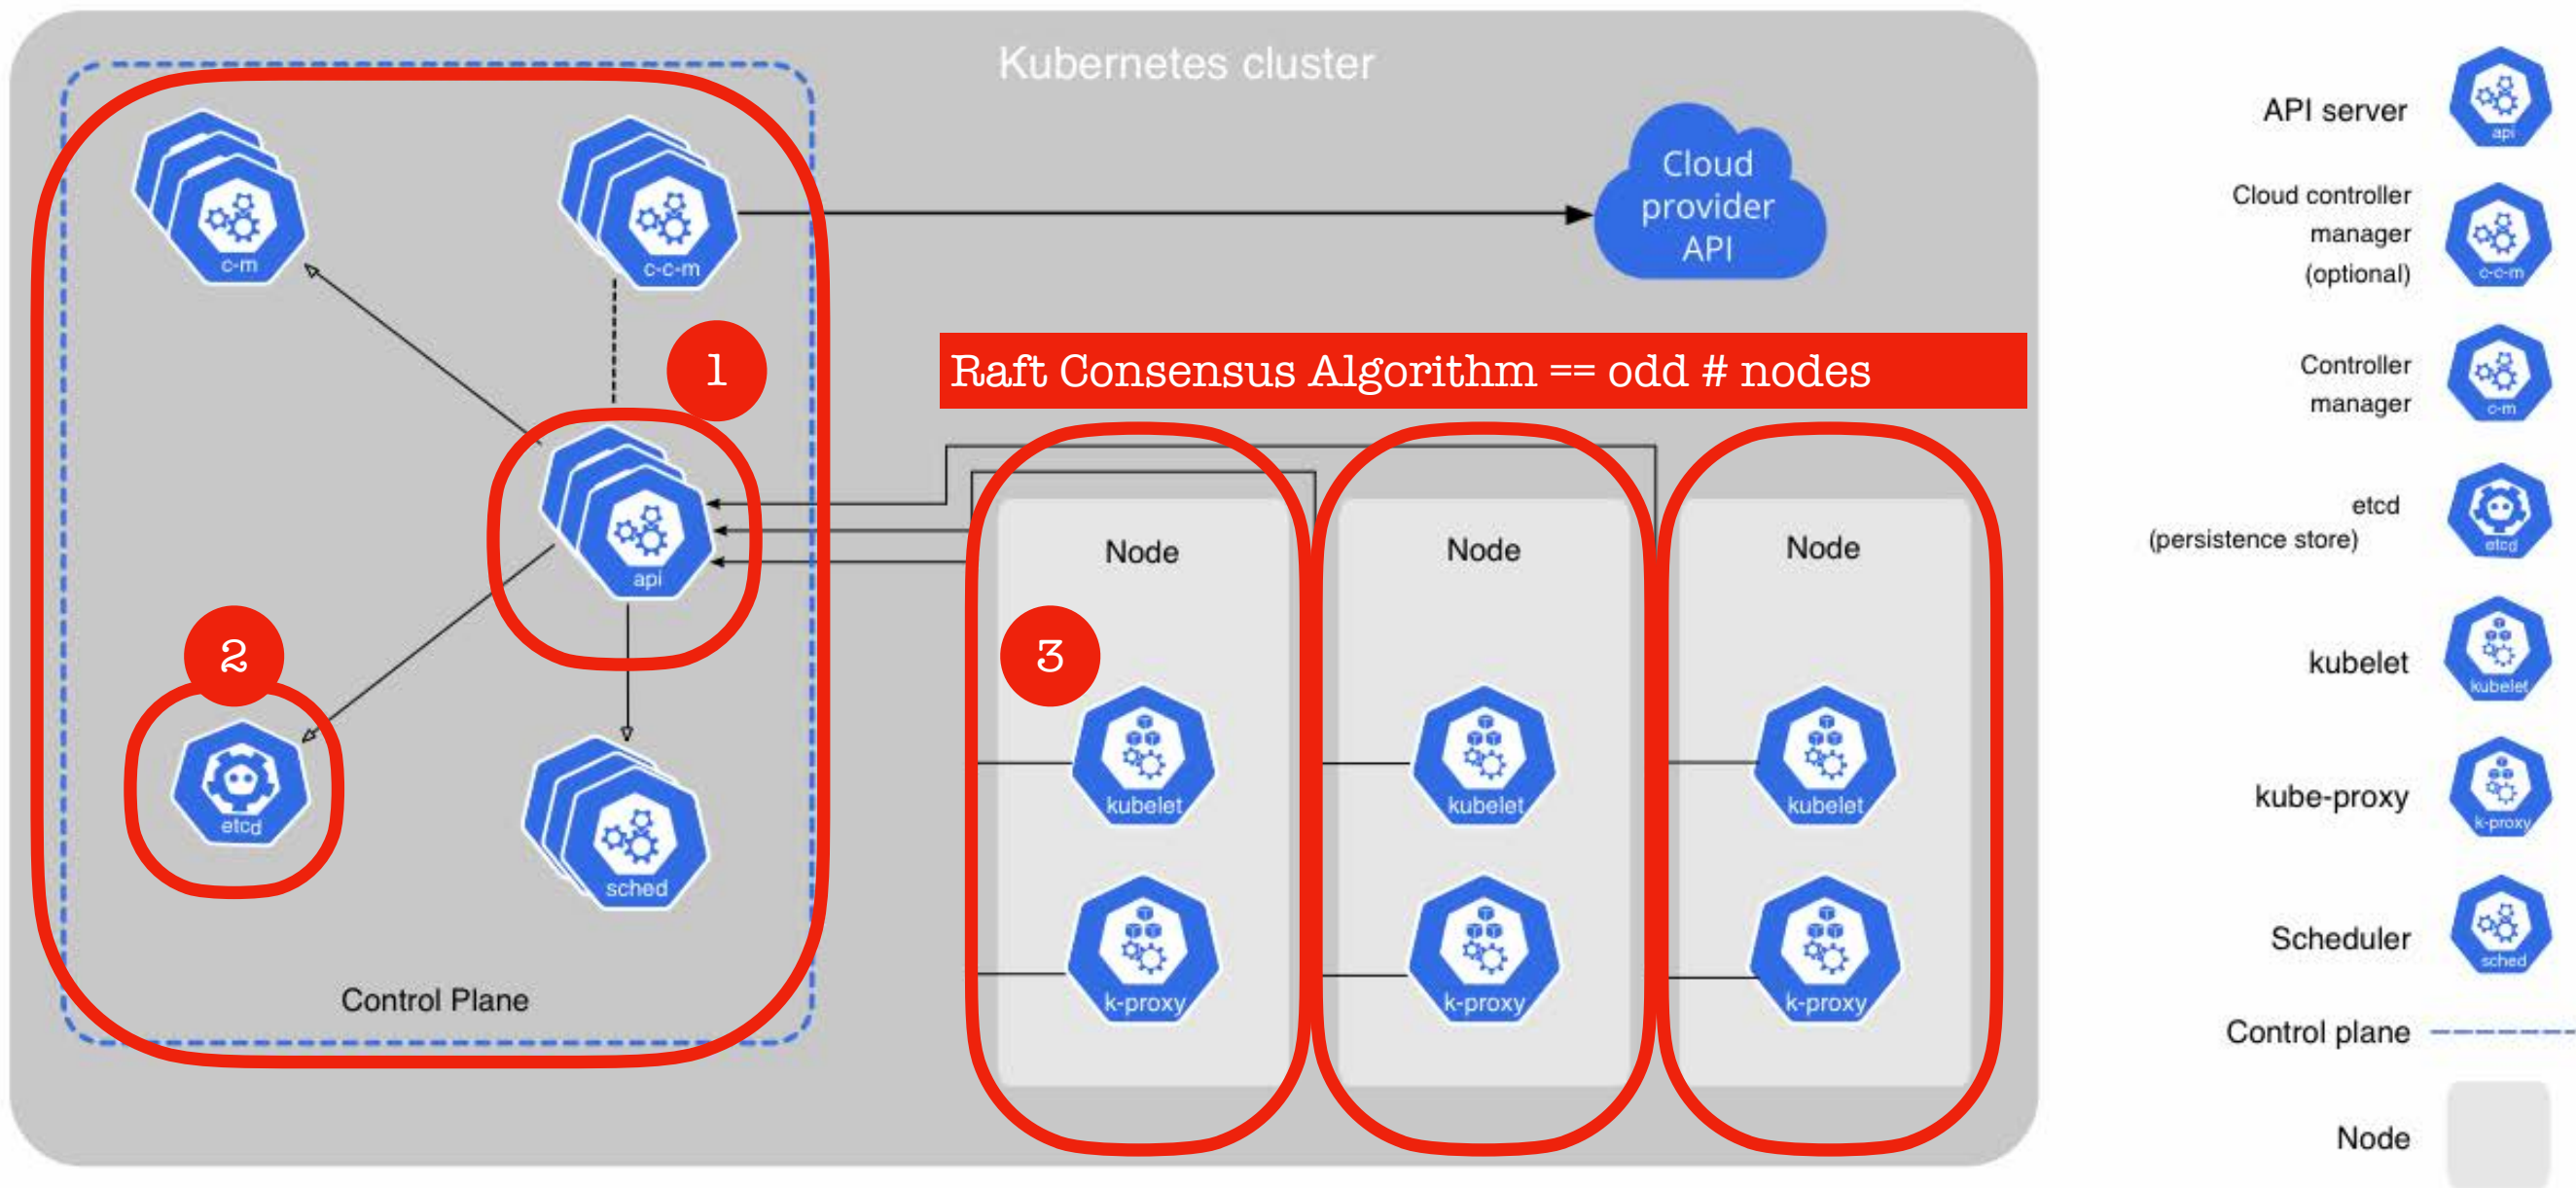 Kubernetes cluster
c-m
c-c-m
Cloud
provider
API
1
Raft Consensus Algorithm == odd # nodes
api
2
etcd
sched
Control Plane
Node
3
kubelet
k-proxy
Node
kubelet
k-proxy
Node
kubelet
k-proxy
API server
api
Cloud controller
manager
(optional)
c-c-m
Controller
manager
c-m
etcd
(persistence store)
etcd
kubelet
kubelet
kube-proxy
k-proxy
Scheduler
sched
Control plane
Node